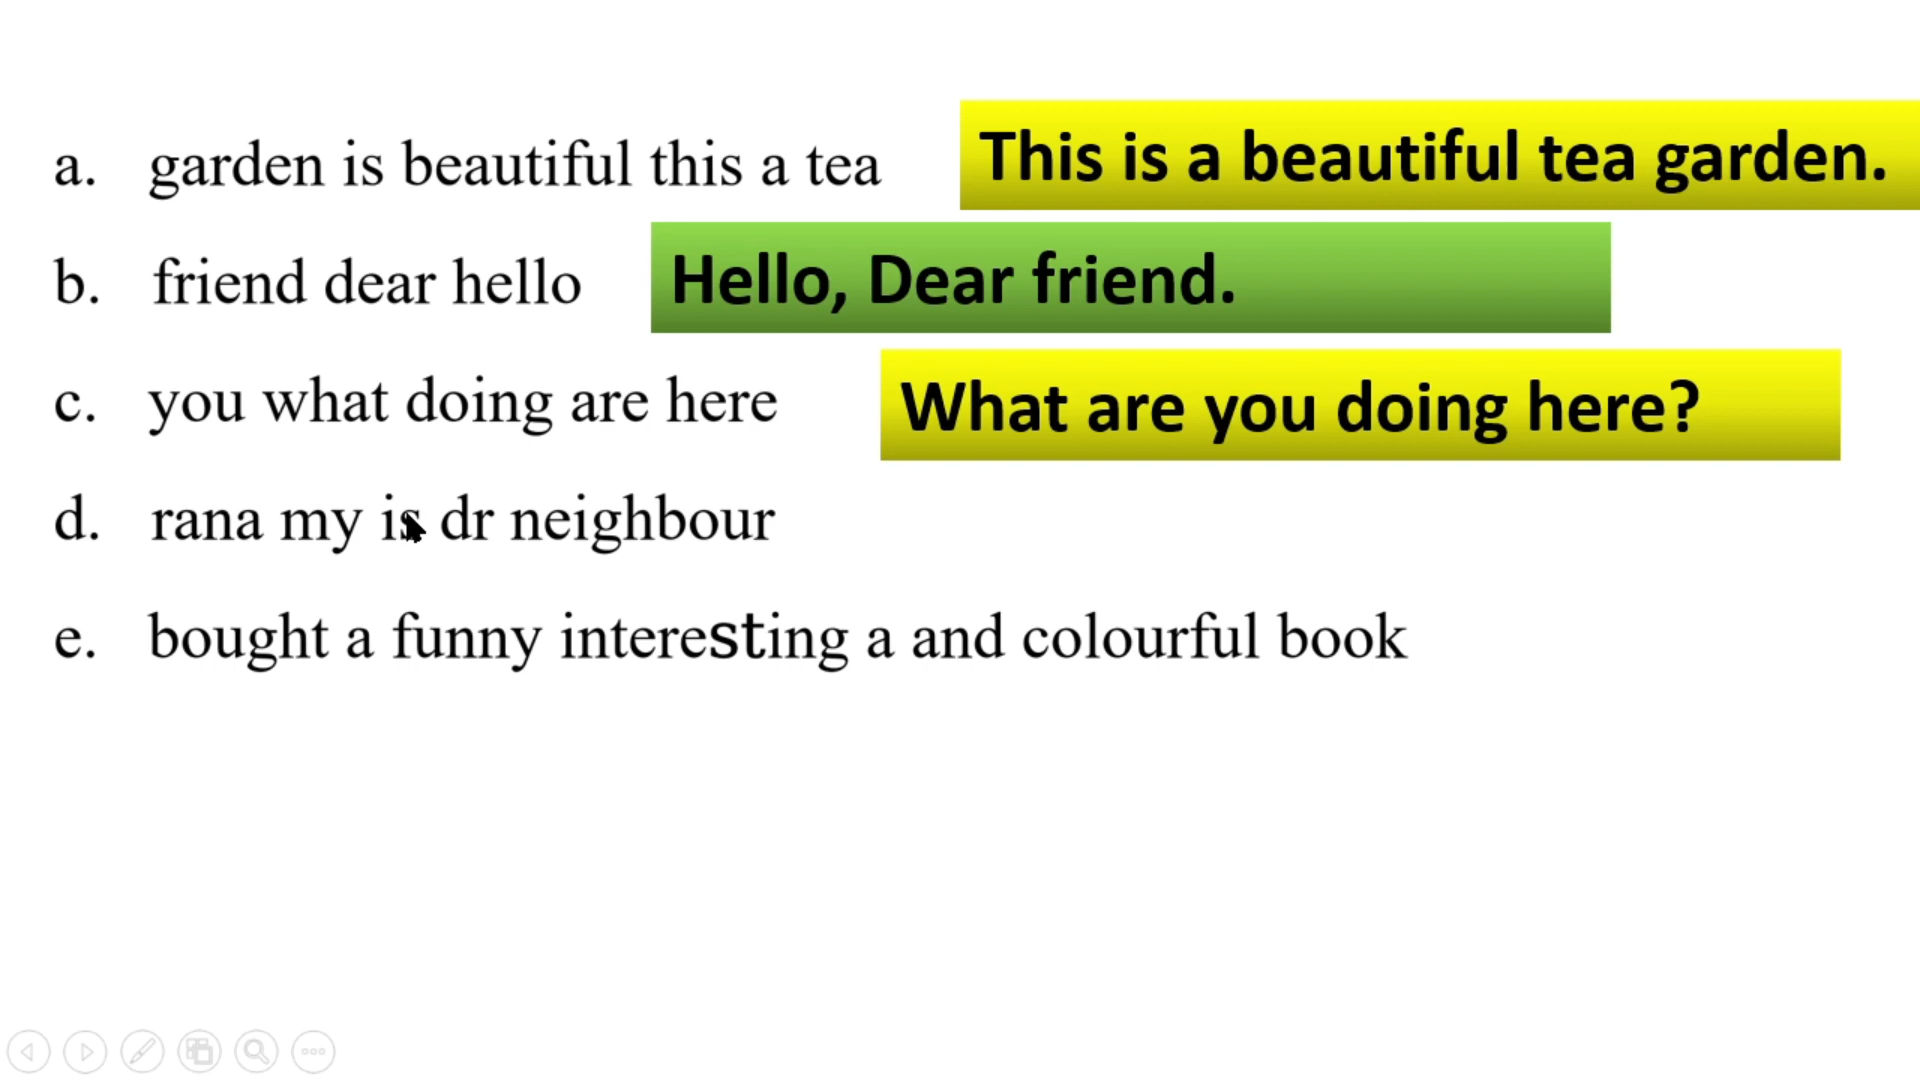 a. garden is beautiful this a tea This is a beautiful tea garden.
b. friend dear hello Hello, Dear friend.
c. you what doing are here What are you doing here?
d. rana my is dr neighbour
e. bought a funny interesting a and colourful book